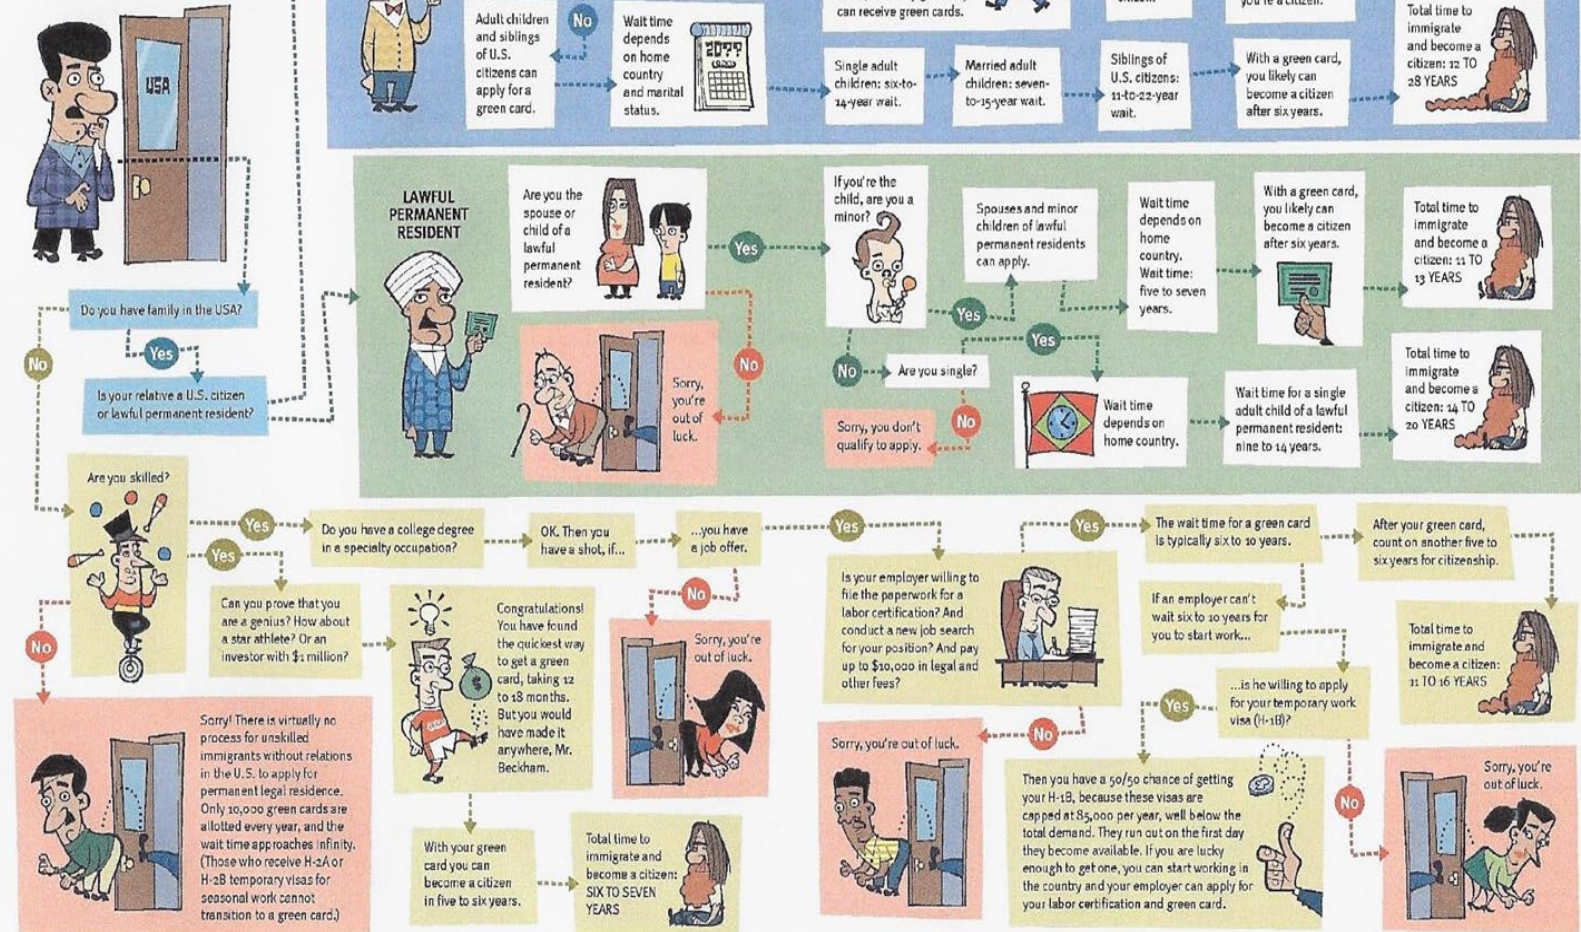 can receive green cards.
Adult children
and siblings
of U.S.
citizens can
apply for a
green card.
No
Wait time
depends
on home
country
and marital
status.
20??
Single adult
children: six-to-
14-year wait.
Married adult
children: seven-
to-15-year wait.
Siblings of
U.S. citizens:
11-to-22-year
wait.
With a green card,
you likely can
become a citizen
after six years.
Total time to
immigrate
and become a
citizen: 12 TO
28 YEARS
USA
LAWFUL
PERMANENT
RESIDENT
Are you the
spouse or
child of a
lawful
permanent
resident?
Yes
No
Sorry,
you're
out of
luck.
If you're the
child, are you a
minor?
Yes
Spouses and minor
children of lawful
permanent residents
can apply.
Wait time
depends on
home
country.
Wait time:
five to seven
years.
With a green card,
you likely can
become a citizen
after six years.
Total time to
immigrate
and become a
citizen: 11 TO
13 YEARS
No
Are you single?
Yes
No
Sorry, you don't
qualify to apply.
Wait time
depends on
home country.
Wait time for a single
adult child of a lawful
permanent resident:
nine to 14 years.
Total time to
immigrate
and become a
citizen: 14 TO
20 YEARS
Do you have family in the USA?
No
Yes
Is your relative a U.S. citizen
or lawful permanent resident?
Are you skilled?
Yes
Do you have a college degree
in a specialty occupation?
OK. Then you
have a shot, if...
...you have
a job offer.
Yes
No
Sorry, you're
out of luck.
Yes
Can you prove that you
are a genius? How about
a star athlete? Or an
investor with $1 million?
Congratulations!
You have found
the quickest way
to get a green
card, taking 12
to 18 months.
But you would
have made it
anywhere, Mr.
Beckham.
With your green
card you can
become a citizen
in five to six years.
Total time to
immigrate and
become a citizen:
SIX TO SEVEN
YEARS
No
Sorry! There is virtually no
process for unskilled
immigrants without relations
in the U.S. to apply for
permanent legal residence.
Only 10,000 green cards are
allotted every year, and the
wait time approaches infinity.
(Those who receive H-2A or
H-2B temporary visas for
seasonal work cannot
transition to a green card.)
Is your employer willing to
file the paperwork for a
labor certification? And
conduct a new job search
for your position? And pay
up to $10,000 in legal and
other fees?
Yes
The wait time for a green card
is typically six to 10 years.
After your green card,
count on another five to
six years for citizenship.
Total time to
immigrate and
become a citizen:
11 TO 16 YEARS
If an employer can't
wait six to 10 years for
you to start work...
...is he willing to apply
for your temporary work
visa (H-1B)?
Yes
No
Sorry, you're out of luck.
Then you have a 50/50 chance of getting
your H-1B, because these visas are
capped at 85,000 per year, well below the
total demand. They run out on the first day
they become available. If you are lucky
enough to get one, you can start working in
the country and your employer can apply for
your labor certification and green card.
No
Sorry, you're
out of luck.